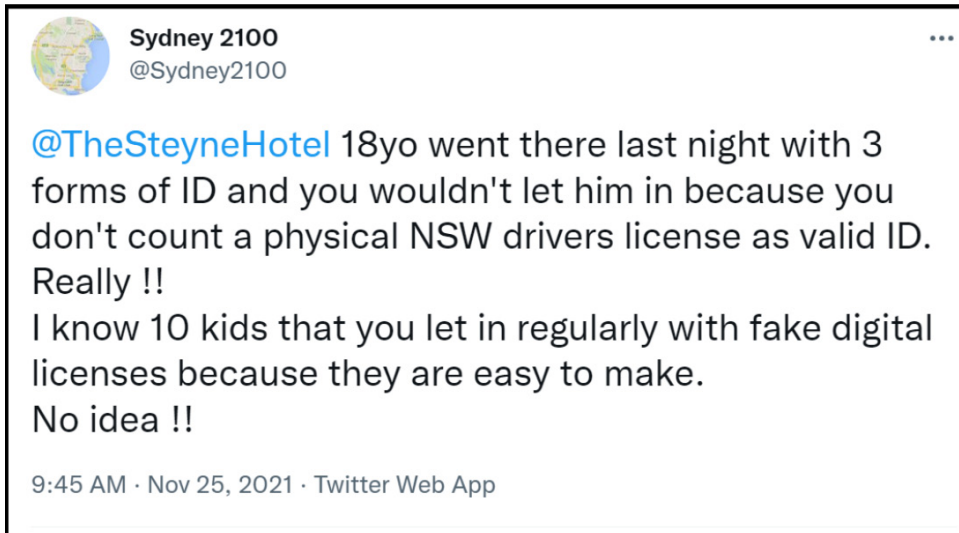 Sydney 2100
@Sydney2100
@TheSteyneHotel 18yo went there last night with 3
forms of ID and you wouldn't let him in because you
don't count a physical NSW drivers license as valid ID.
Really !!
I know 10 kids that you let in regularly with fake digital
licenses because they are easy to make.
No idea !!
9:45 AM · Nov 25, 2021 · Twitter Web App